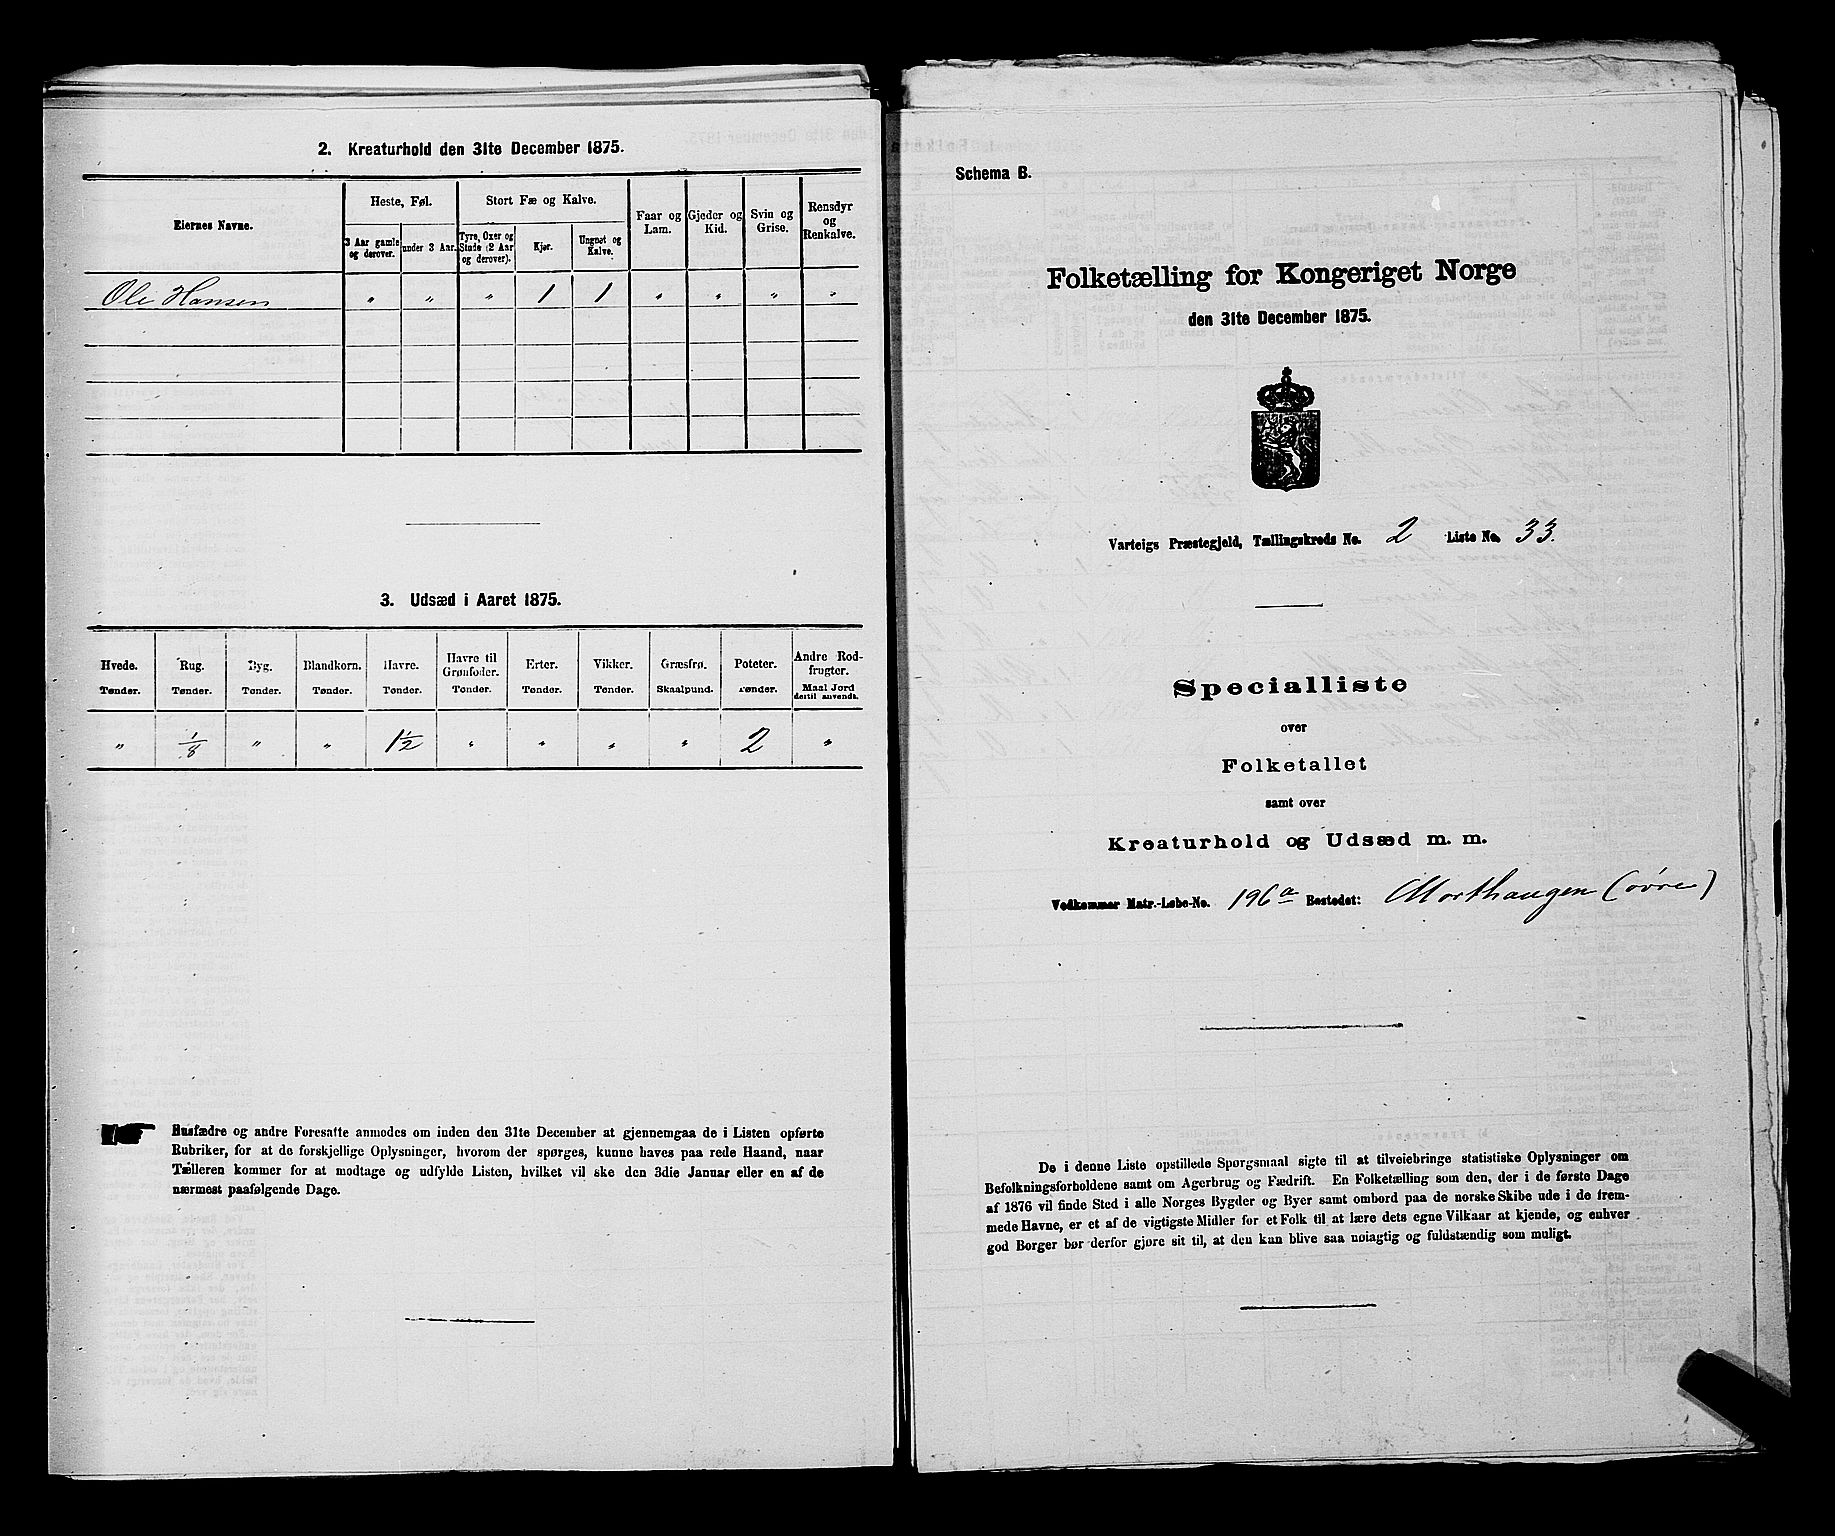 2. Kreaturhold den 31te December 1875.
Eiernes Navne.
Heste, Føl.
Stort Fæ og Kalve.
Faar og Lam.
Gjeder og Kid.
Svin og Grise.
Rensdyr og Renkalve.
3 Aar gamle og derover.
under 3 Aar.
Tyre, Oxer og Stude (2 Aar og derover).
Kjør.
Ungnøt og Kalve.
Ole Hansen " " " 1 1 " " " "
3. Udsæd i Aaret 1875.
Hvede. Rug. Byg. Blandkorn. Havre. Havre til Grønfoder. Erter. Vikker. Græsfrø. Poteter. Andre Rodfrugter.
Tønder. Tønder. Tønder. Tønder. Tønder. Tønder. Tønder. Tønder. Skaalpund. Tønder. Maal Jord dertil anvendt.
" 1/8 " " 1 1/2 " " " " 2 "
Husfædre og andre Foresatte anmodes om inden den 31te December at gjennemgaa de i Listen opførte
Rubriker, for at de forskjellige Oplysninger, hvorom der spørges, kunne haves paa rede Haand, naar
Tælleren kommer for at modtage og udfylde Listen, hvilket vil ske den 3die Januar eller en af de
nærmest paafølgende Dage.
Schema B.
Folketælling for Kongeriget Norge
den 31te December 1875.
Varteigs Præstegjeld, Tællingskreds No. 2 Liste No. 33.
Specialliste
over
Folketallet
samt over
Kreaturhold og Udsæd m. m.
Vedkommer Matr.-Løbe-No. 196a Bostedet: Morthaugen (øvre)
De i denne Liste opstillede Spørgsmaal sigte til at tilveiebringe statistiske Oplysninger om
Befolkningsforholdene samt om Agerbrug og Fædrift. En Folketælling som den, der i de første Dage
af 1876 vil finde Sted i alle Norges Bygder og Byer samt ombord paa de norske Skibe ude i de frem-
mede Havne, er et af de vigtigste Midler for et Folk til at lære dets egne Vilkaar at kjende, og enhver
god Borger bør derfor gjøre sit til, at den kan blive saa nøiagtig og fuldstændig som muligt.